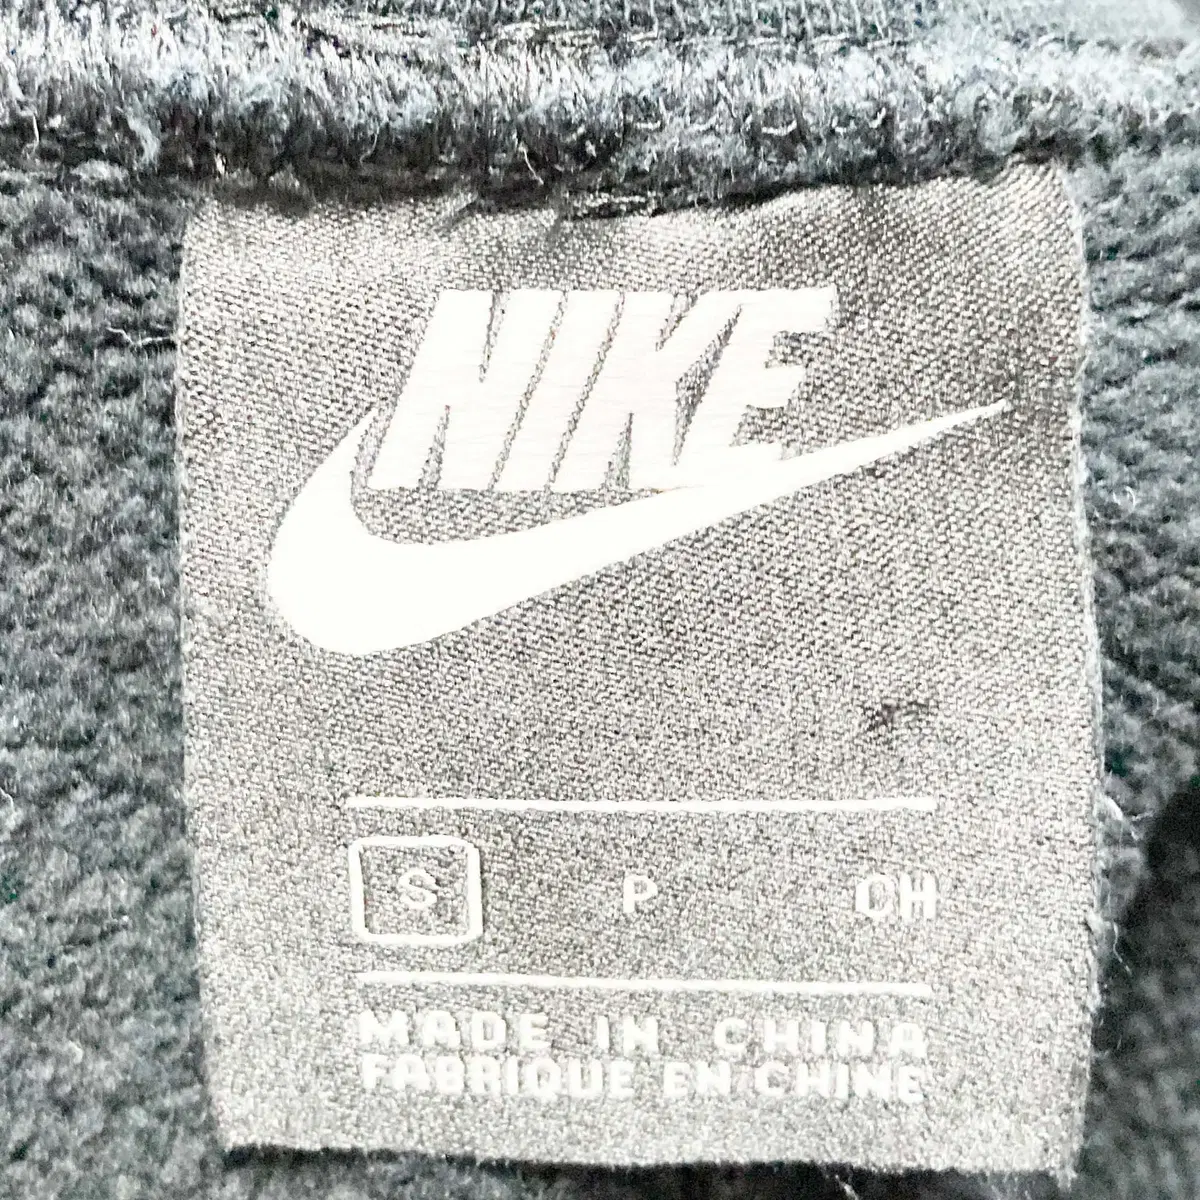 NIKE
S P CH
MADE IN CHINA
FABRIQUE EN CHINE